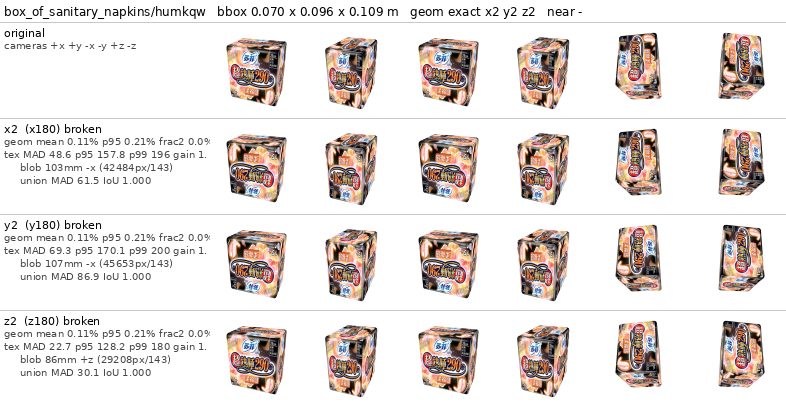 box_of_sanitary_napkins/humkqw bbox 0.070 x 0.096 x 0.109 m geom exact x2 y2 z2 near -
original
cameras +x +y -x -y +z -z
x2 (x180) broken
geom mean 0.11% p95 0.21% frac2 0.0%
tex MAD 48.6 p95 157.8 p99 196 gain 1.
blob 103mm -x (42484px/143)
union MAD 61.5 IoU 1.000
y2 (y180) broken
geom mean 0.11% p95 0.21% frac2 0.0%
tex MAD 69.3 p95 170.1 p99 200 gain 1.
blob 107mm -x (45653px/143)
union MAD 86.9 IoU 1.000
z2 (z180) broken
geom mean 0.11% p95 0.21% frac2 0.0%
tex MAD 22.7 p95 128.2 p99 180 gain 1.
blob 86mm +z (29208px/143)
union MAD 30.1 IoU 1.000